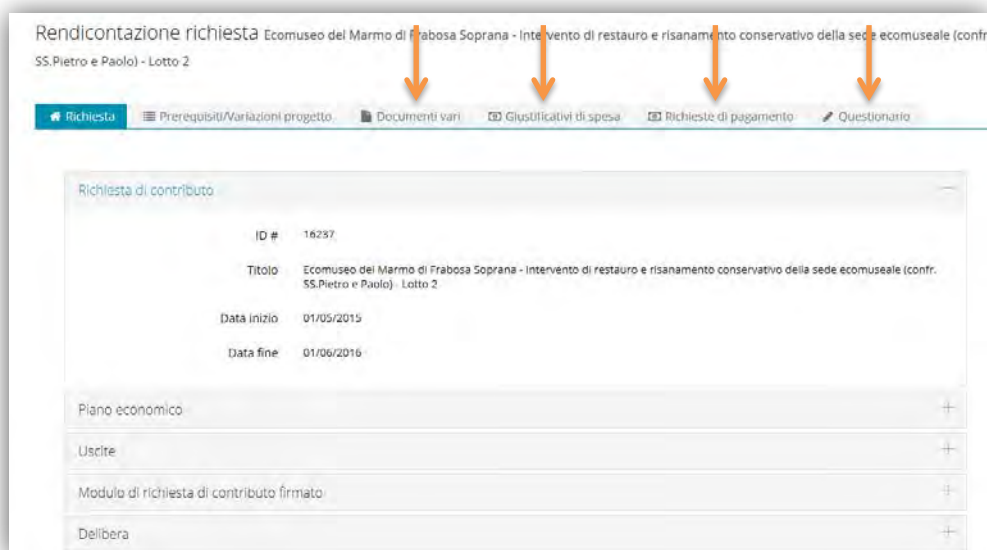 Rendicontazione richiesta Ecomuseo del Marmo di Frabosa Soprana - Intervento di restauro e risanamento conservativo della sede ecomuseale (confr
SS.Pietro e Paolo) - Lotto 2
Richiesta Prerequisiti/Variazioni progetto Documenti vari Giustificativi di spesa Richieste di pagamento Questionario
Richiesta di contributo
ID # 16237
Titolo Ecomuseo del Marmo di Frabosa Soprana - Intervento di restauro e risanamento conservativo della sede ecomuseale (confr.
SS.Pietro e Paolo) - Lotto 2
Data inizio 01/05/2015
Data fine 01/06/2016
Piano economico
Uscite
Modulo di richiesta di contributo firmato
Delibera